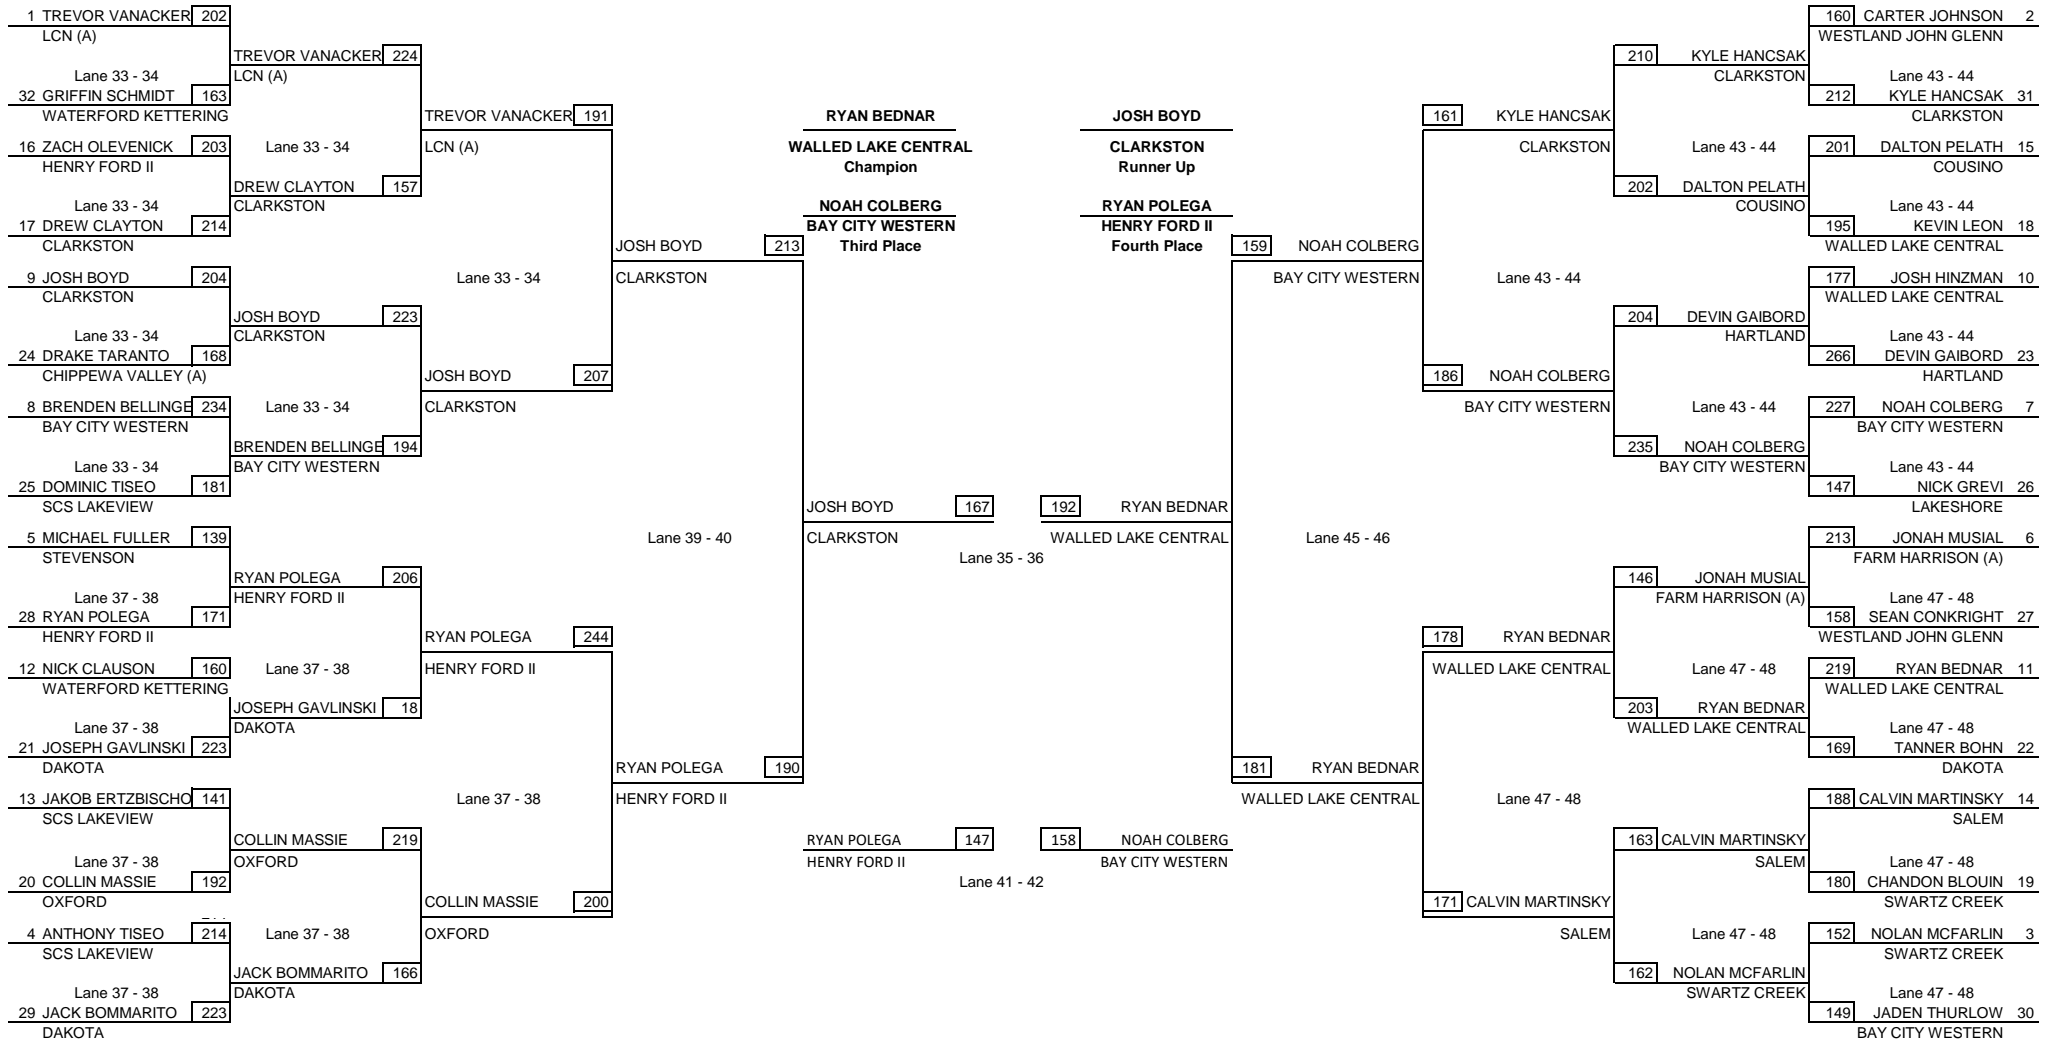 1 TREVOR VANACKER 202
LCN (A)
Lane 33 - 34
32 GRIFFIN SCHMIDT 163
WATERFORD KETTERING
16 ZACH OLEVENICK 203
HENRY FORD II
Lane 33 - 34
17 DREW CLAYTON 214
CLARKSTON
9 JOSH BOYD 204
CLARKSTON
Lane 33 - 34
24 DRAKE TARANTO 168
CHIPPEWA VALLEY (A)
8 BRENDEN BELLINGE 234
BAY CITY WESTERN
Lane 33 - 34
25 DOMINIC TISEO 181
SCS LAKEVIEW
5 MICHAEL FULLER 139
STEVENSON
Lane 37 - 38
28 RYAN POLEGA 171
HENRY FORD II
12 NICK CLAUSON 160
WATERFORD KETTERING
Lane 37 - 38
21 JOSEPH GAVLINSKI 223
DAKOTA
13 JAKOB ERTZBISCHO 141
SCS LAKEVIEW
Lane 37 - 38
20 COLLIN MASSIE 192
OXFORD
4 ANTHONY TISEO 214
SCS LAKEVIEW
Lane 37 - 38
29 JACK BOMMARITO 223
DAKOTA
TREVOR VANACKER 224
LCN (A)
Lane 33 - 34
DREW CLAYTON 157
CLARKSTON
JOSH BOYD 223
CLARKSTON
Lane 33 - 34
BRENDEN BELLINGE 194
BAY CITY WESTERN
RYAN POLEGA 206
HENRY FORD II
Lane 37 - 38
JOSEPH GAVLINSKI 18
DAKOTA
COLLIN MASSIE 219
OXFORD
Lane 37 - 38
JACK BOMMARITO 166
DAKOTA
TREVOR VANACKER 191
LCN (A)
Lane 33 - 34
JOSH BOYD 207
CLARKSTON
RYAN POLEGA 244
HENRY FORD II
Lane 37 - 38
COLLIN MASSIE 200
OXFORD
JOSH BOYD 213
CLARKSTON
Lane 39 - 40
RYAN POLEGA 190
HENRY FORD II
RYAN BEDNAR
WALLED LAKE CENTRAL
Champion
JOSH BOYD
CLARKSTON
Runner Up
NOAH COLBERG
BAY CITY WESTERN
Third Place
RYAN POLEGA
HENRY FORD II
Fourth Place
JOSH BOYD 167
CLARKSTON
192 RYAN BEDNAR
WALLED LAKE CENTRAL
Lane 35 - 36
RYAN POLEGA 147
HENRY FORD II
158 NOAH COLBERG
BAY CITY WESTERN
Lane 41 - 42
159 NOAH COLBERG
BAY CITY WESTERN
Lane 45 - 46
181 RYAN BEDNAR
WALLED LAKE CENTRAL
161 KYLE HANCSAK
CLARKSTON
Lane 43 - 44
186 NOAH COLBERG
BAY CITY WESTERN
178 RYAN BEDNAR
WALLED LAKE CENTRAL
Lane 47 - 48
171 CALVIN MARTINSKY
SALEM
210 KYLE HANCSAK
CLARKSTON
Lane 43 - 44
202 DALTON PELATH
COUSINO
204 DEVIN GAIBORD
HARTLAND
Lane 43 - 44
235 NOAH COLBERG
BAY CITY WESTERN
146 JONAH MUSIAL
FARM HARRISON (A)
Lane 47 - 48
203 RYAN BEDNAR
WALLED LAKE CENTRAL
163 CALVIN MARTINSKY
SALEM
Lane 47 - 48
162 NOLAN MCFARLIN
SWARTZ CREEK
160 CARTER JOHNSON 2
WESTLAND JOHN GLENN
Lane 43 - 44
212 KYLE HANCSAK 31
CLARKSTON
201 DALTON PELATH 15
COUSINO
Lane 43 - 44
195 KEVIN LEON 18
WALLED LAKE CENTRAL
177 JOSH HINZMAN 10
WALLED LAKE CENTRAL
Lane 43 - 44
266 DEVIN GAIBORD 23
HARTLAND
227 NOAH COLBERG 7
BAY CITY WESTERN
Lane 43 - 44
147 NICK GREVI 26
LAKESHORE
213 JONAH MUSIAL 6
FARM HARRISON (A)
Lane 47 - 48
158 SEAN CONKRIGHT 27
WESTLAND JOHN GLENN
219 RYAN BEDNAR 11
WALLED LAKE CENTRAL
Lane 47 - 48
169 TANNER BOHN 22
DAKOTA
188 CALVIN MARTINSKY 14
SALEM
Lane 47 - 48
180 CHANDON BLOUIN 19
SWARTZ CREEK
152 NOLAN MCFARLIN 3
SWARTZ CREEK
Lane 47 - 48
149 JADEN THURLOW 30
BAY CITY WESTERN